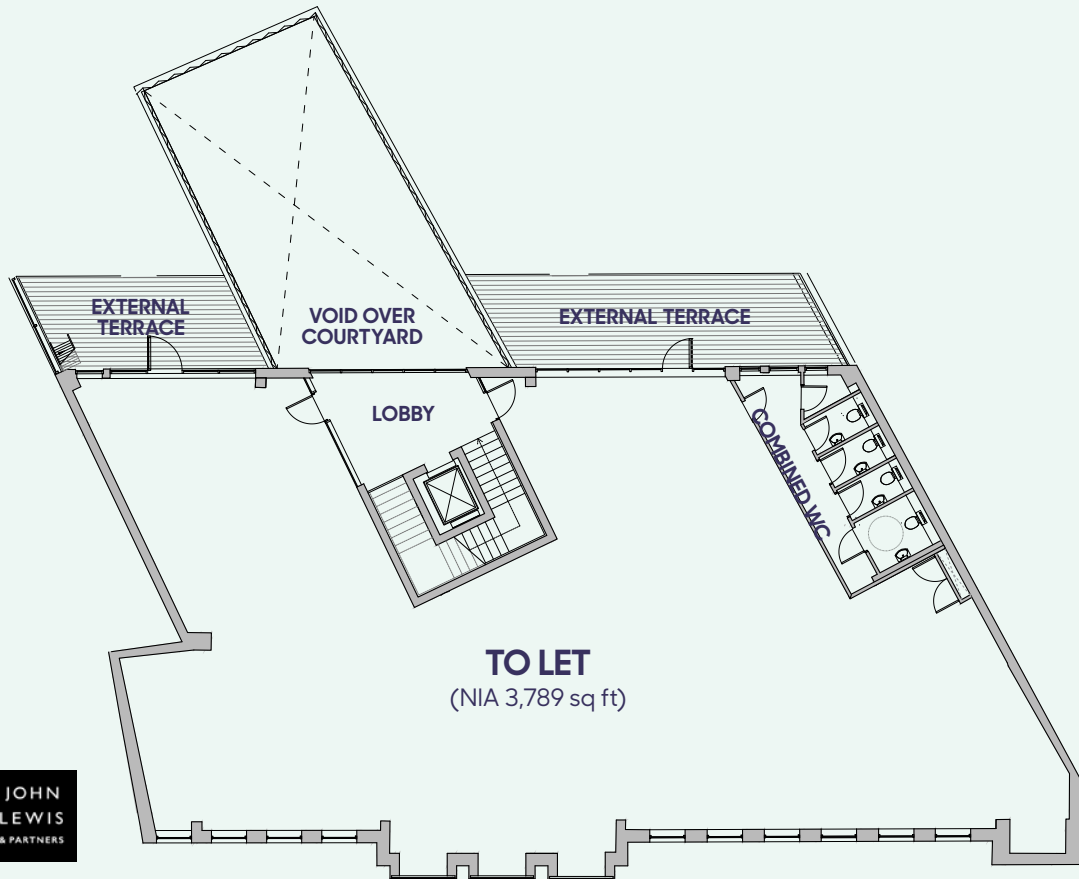 EXTERNAL
TERRACE
VOID OVER
COURTYARD
EXTERNAL TERRACE
LOBBY
COMBINED WC
TO LET
(NIA 3,789 sq ft)
JOHN
LEWIS
& PARTNERS